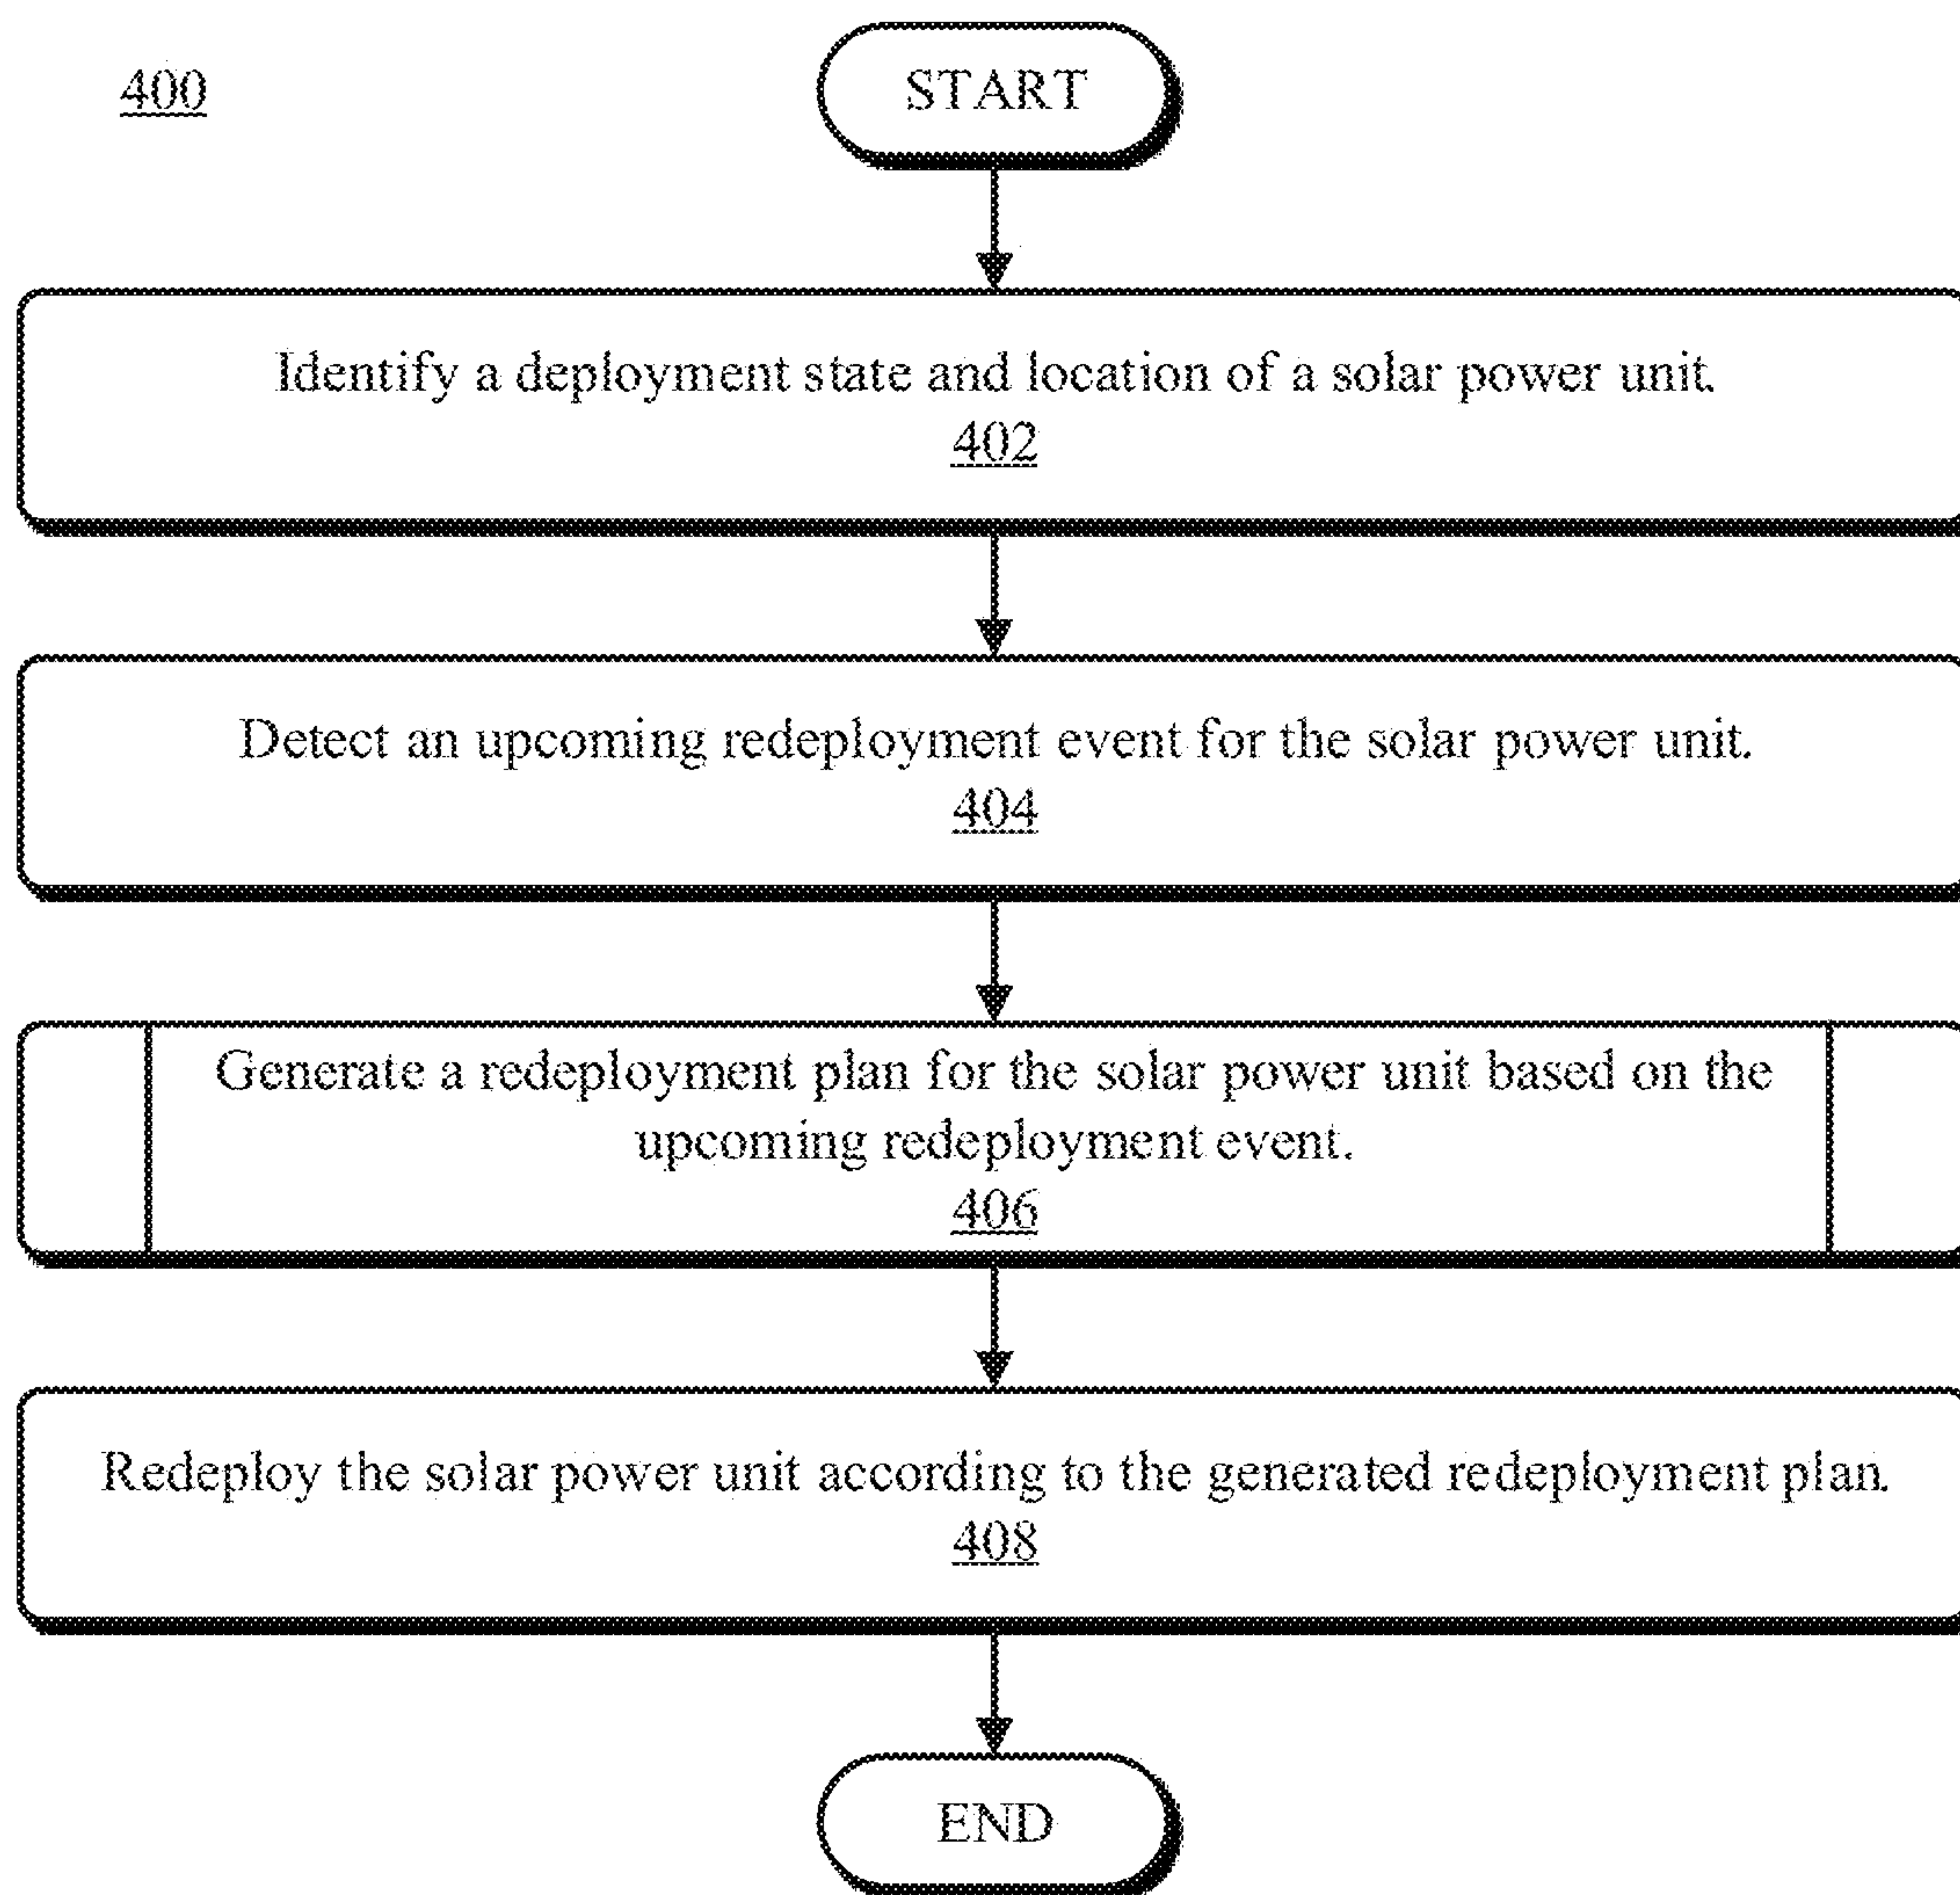 400
START
Identify a deployment state and location of a solar power unit.
402
Detect an upcoming redeployment event for the solar power unit.
404
Generate a redeployment plan for the solar power unit based on the
upcoming redeployment event.
406
Redeploy the solar power unit according to the generated redeployment plan.
408
END